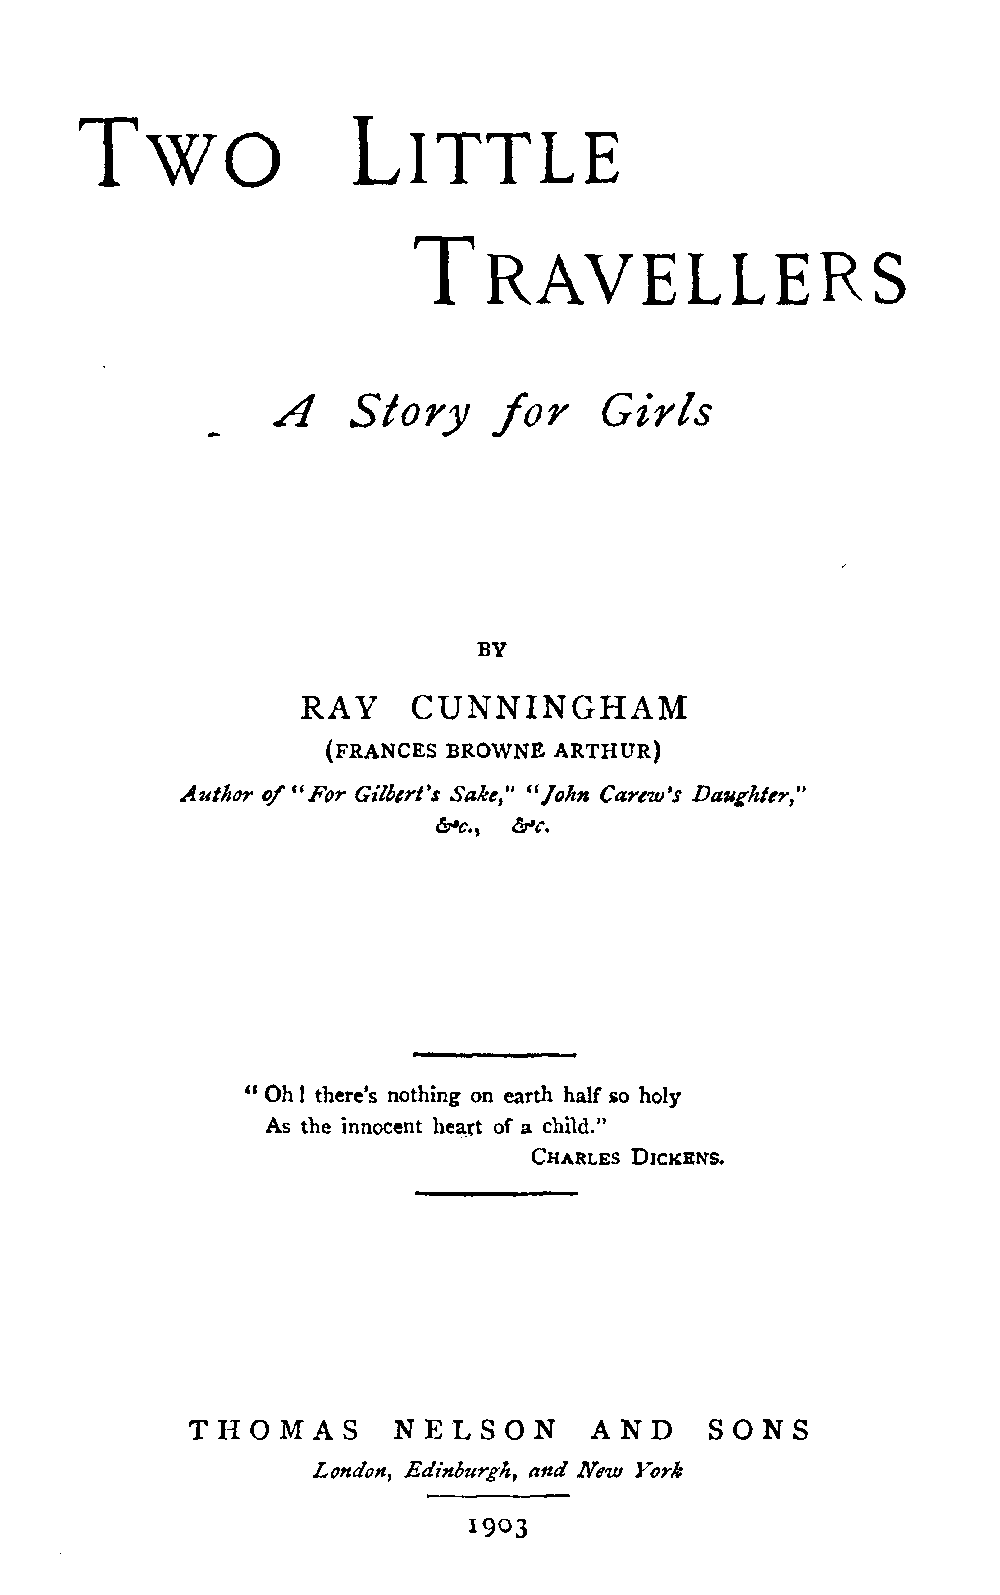 TWO LITTLE
TRAVELLERS
A Story for Girls
BY
RAY CUNNINGHAM
(FRANCES BROWNE ARTHUR)
Author of "For Gilbert's Sake," "John Carew's Daughter,"
&c., &c.
"Oh! there's nothing on earth half so holy
As the innocent heart of a child."
CHARLES DICKENS.
THOMAS NELSON AND SONS
London, Edinburgh, and New York
1903